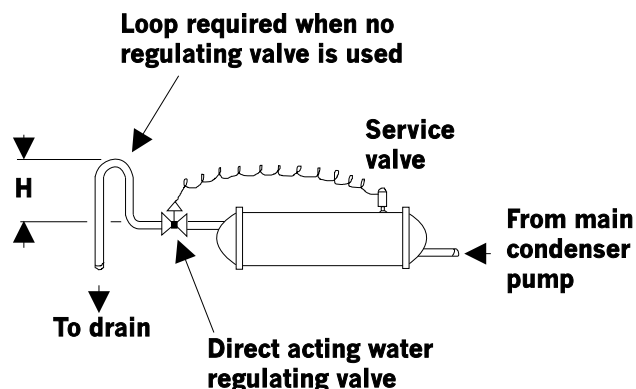 Loop required when no
regulating valve is used
Service
valve
H
From main
condenser
pump
To drain
Direct acting water
regulating valve